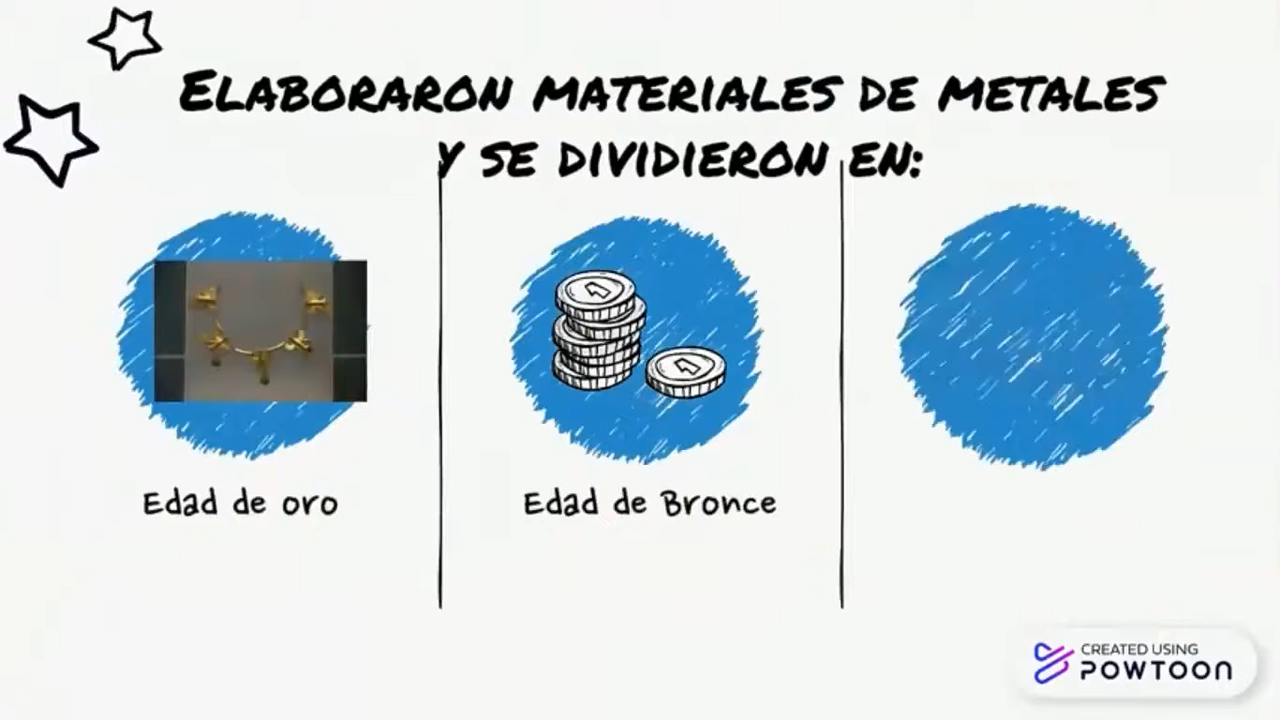 ELABORARON MATERIALES DE METALES
Y SE DIVIDIERON EN:
Edad de oro
Edad de Bronce
CREATED USING
POWTOON